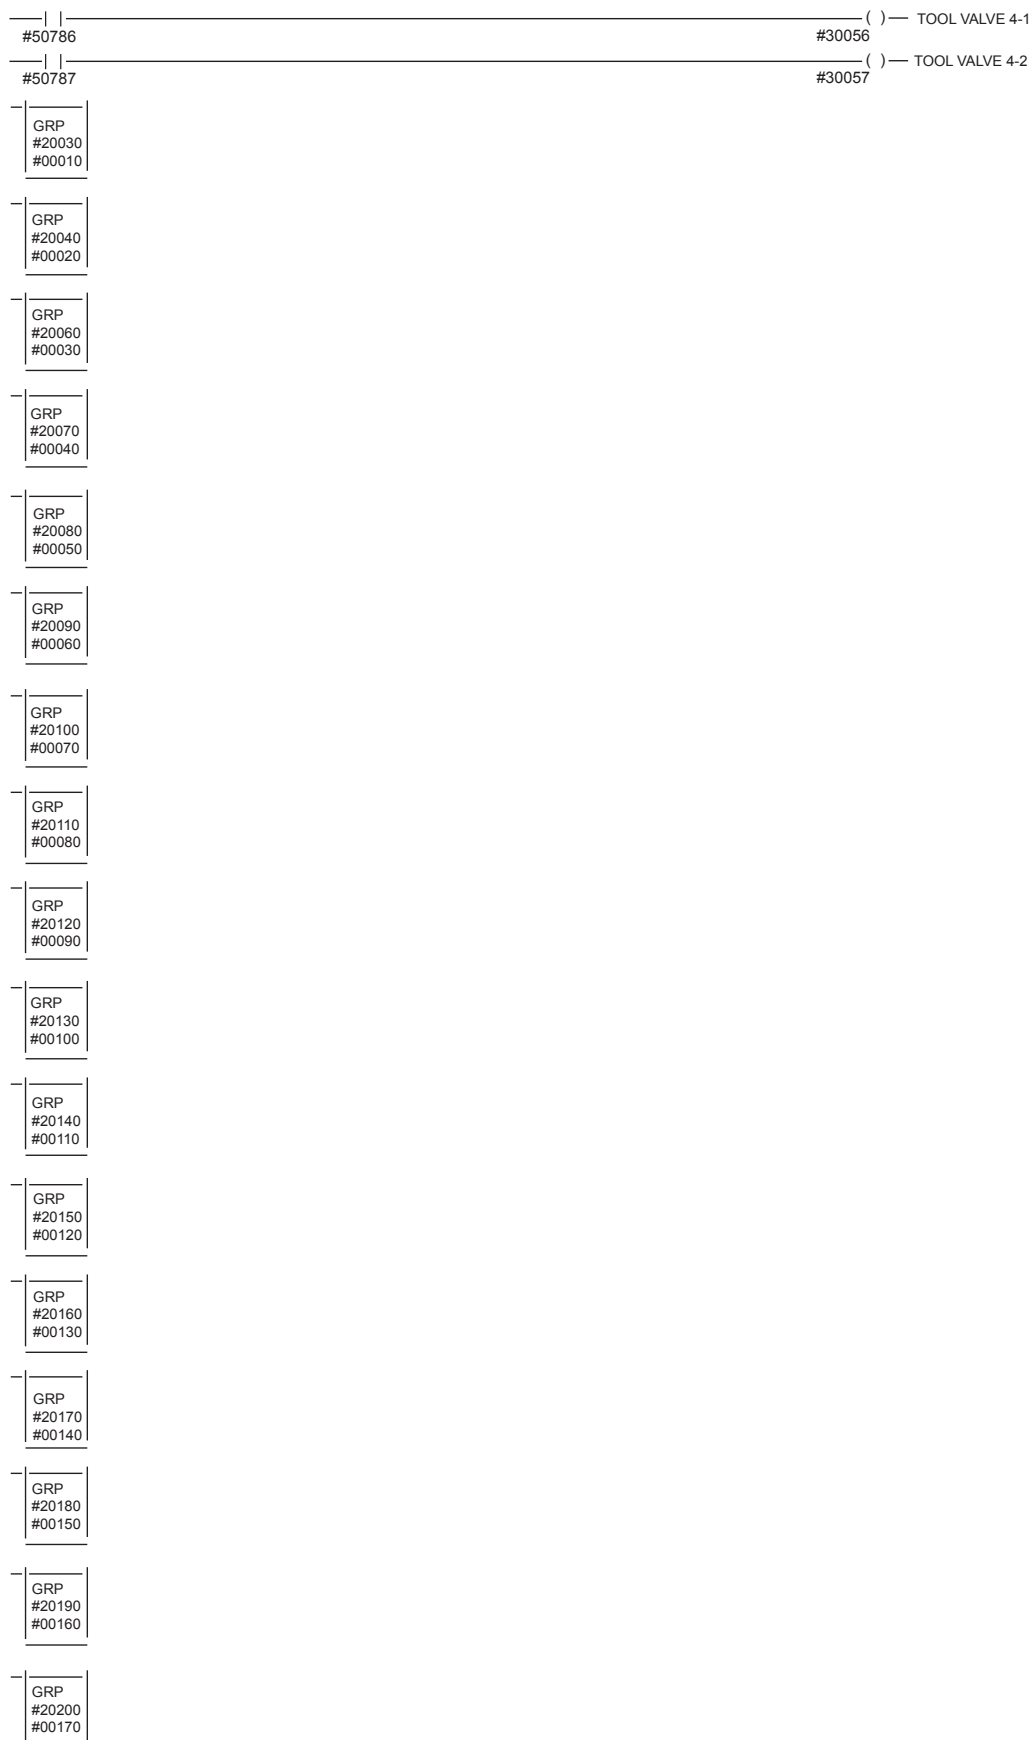 ( ) TOOL VALVE 4-1
#50786 #30056
( ) TOOL VALVE 4-2
#50787 #30057
GRP
#20030
#00010
GRP
#20040
#00020
GRP
#20060
#00030
GRP
#20070
#00040
GRP
#20080
#00050
GRP
#20090
#00060
GRP
#20100
#00070
GRP
#20110
#00080
GRP
#20120
#00090
GRP
#20130
#00100
GRP
#20140
#00110
GRP
#20150
#00120
GRP
#20160
#00130
GRP
#20170
#00140
GRP
#20180
#00150
GRP
#20190
#00160
GRP
#20200
#00170